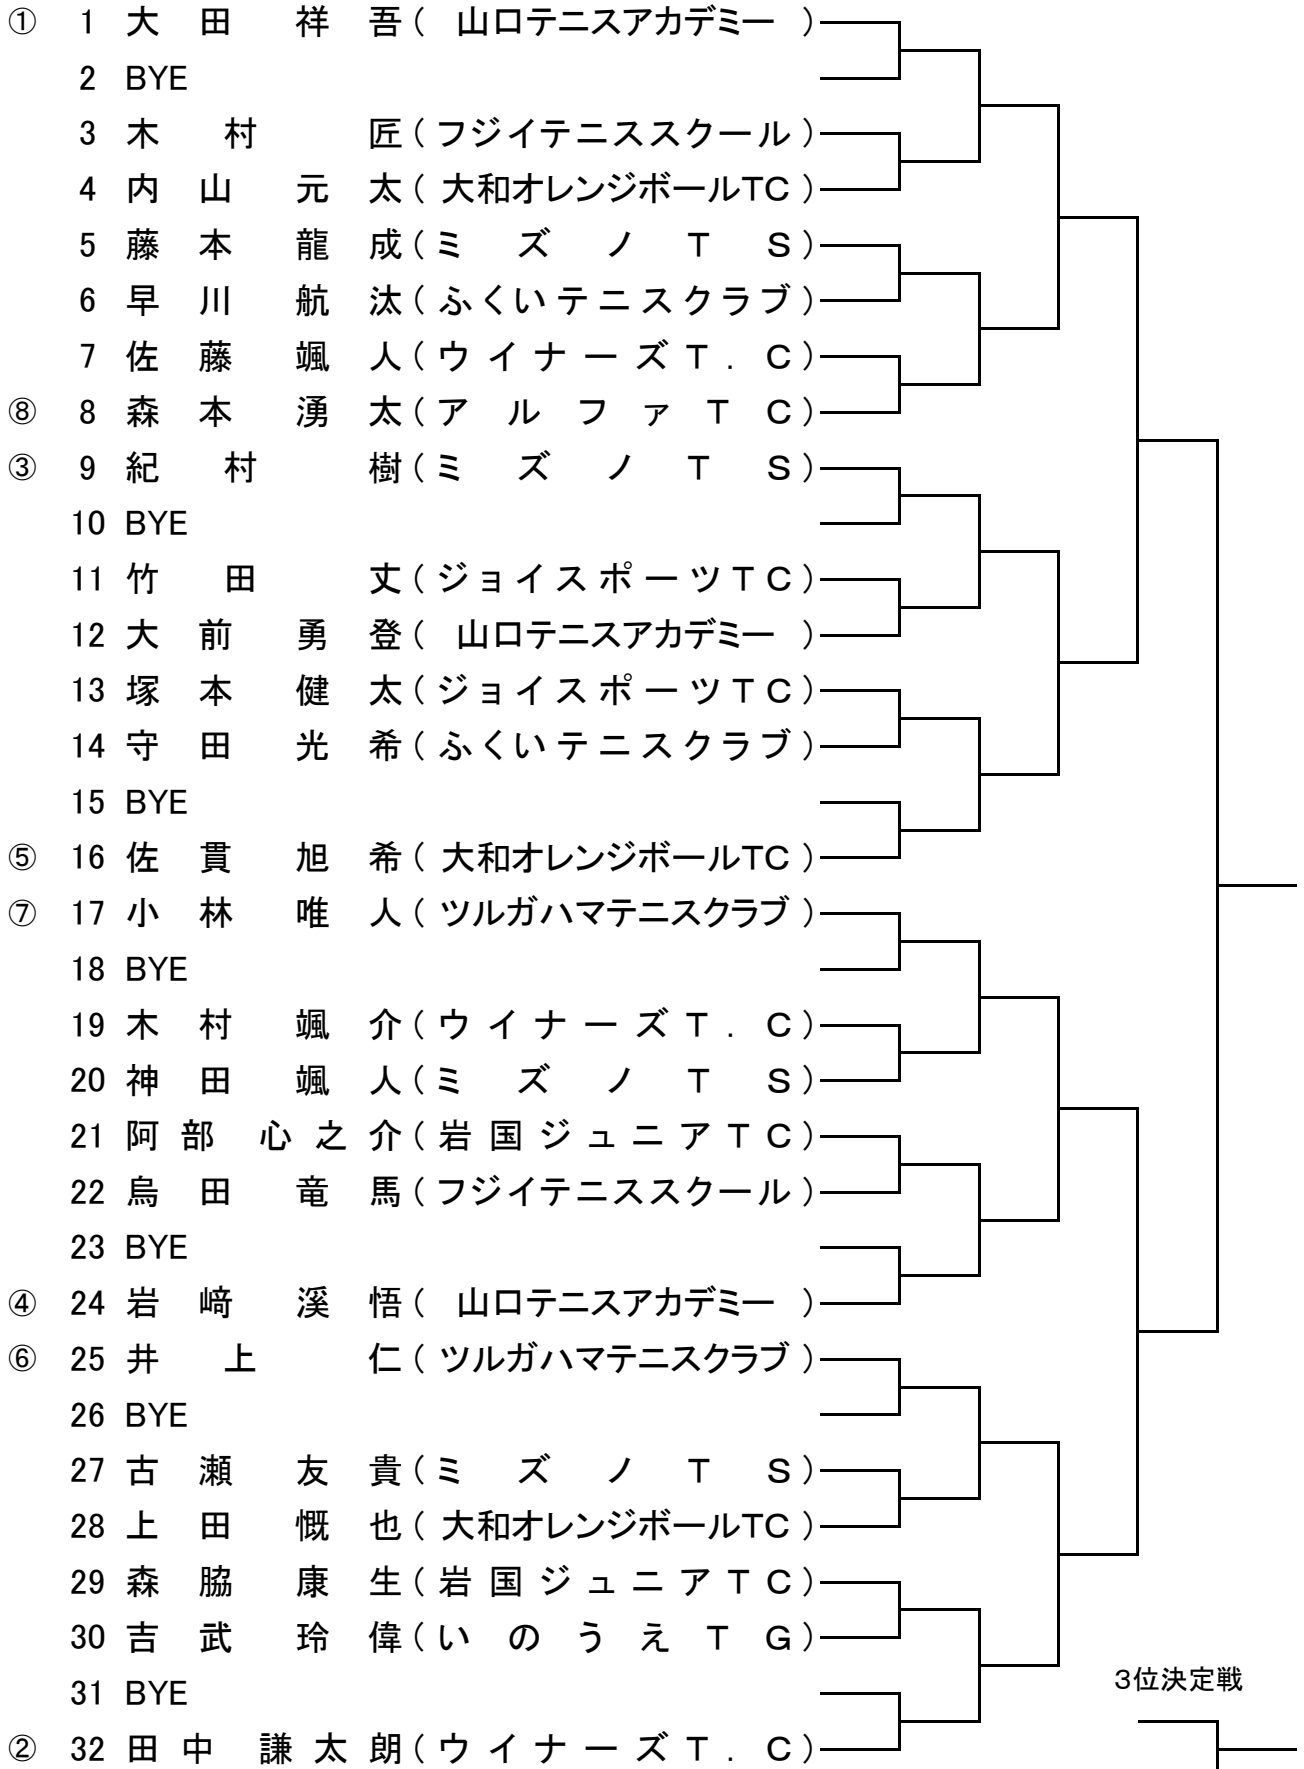 ① 1 大田 祥吾 ( 山口テニスアカデミー )
2 BYE
3 木村 匠 ( フジイテニススクール )
4 内山 元太 ( 大和オレンジボールTC )
5 藤本 龍成 ( ミズノTS )
6 早川 航汰 ( ふくいテニスクラブ )
7 佐藤 颯人 ( ウイナーズT.C )
⑧ 8 森本 湧太 ( アルファTC )
③ 9 紀村 樹 ( ミズノTS )
10 BYE
11 竹田 丈 ( ジョイスポーツTC )
12 大前 勇登 ( 山口テニスアカデミー )
13 塚本 健太 ( ジョイスポーツTC )
14 守田 光希 ( ふくいテニスクラブ )
15 BYE
⑤ 16 佐貫 旭希 ( 大和オレンジボールTC )
⑦ 17 小林 唯人 ( ツルガハマテニスクラブ )
18 BYE
19 木村 颯介 ( ウイナーズT.C )
20 神田 颯人 ( ミズノTS )
21 阿部 心之介 ( 岩国ジュニアTC )
22 烏田 竜馬 ( フジイテニススクール )
23 BYE
④ 24 岩﨑 溪悟 ( 山口テニスアカデミー )
⑥ 25 井上 仁 ( ツルガハマテニスクラブ )
26 BYE
27 古瀬 友貴 ( ミズノTS )
28 上田 慨也 ( 大和オレンジボールTC )
29 森脇 康生 ( 岩国ジュニアTC )
30 吉武 玲偉 ( いのうえTG )
31 BYE
3位決定戦
② 32 田中 謙太朗 ( ウイナーズT.C )